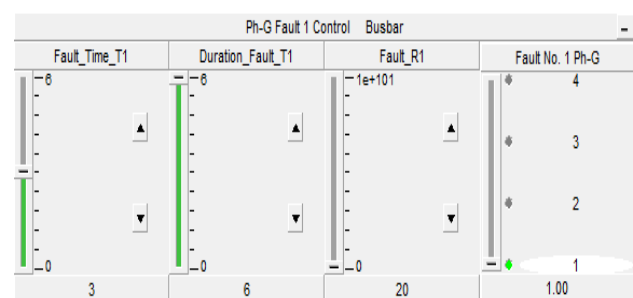 Ph-G Fault 1 Control Busbar
Fault_Time_T1 Duration_Fault_T1 Fault_R1 Fault No. 1 Ph-G
6 6 1e+101 4
3
2
0 0 0 1
3 6 20 1.00